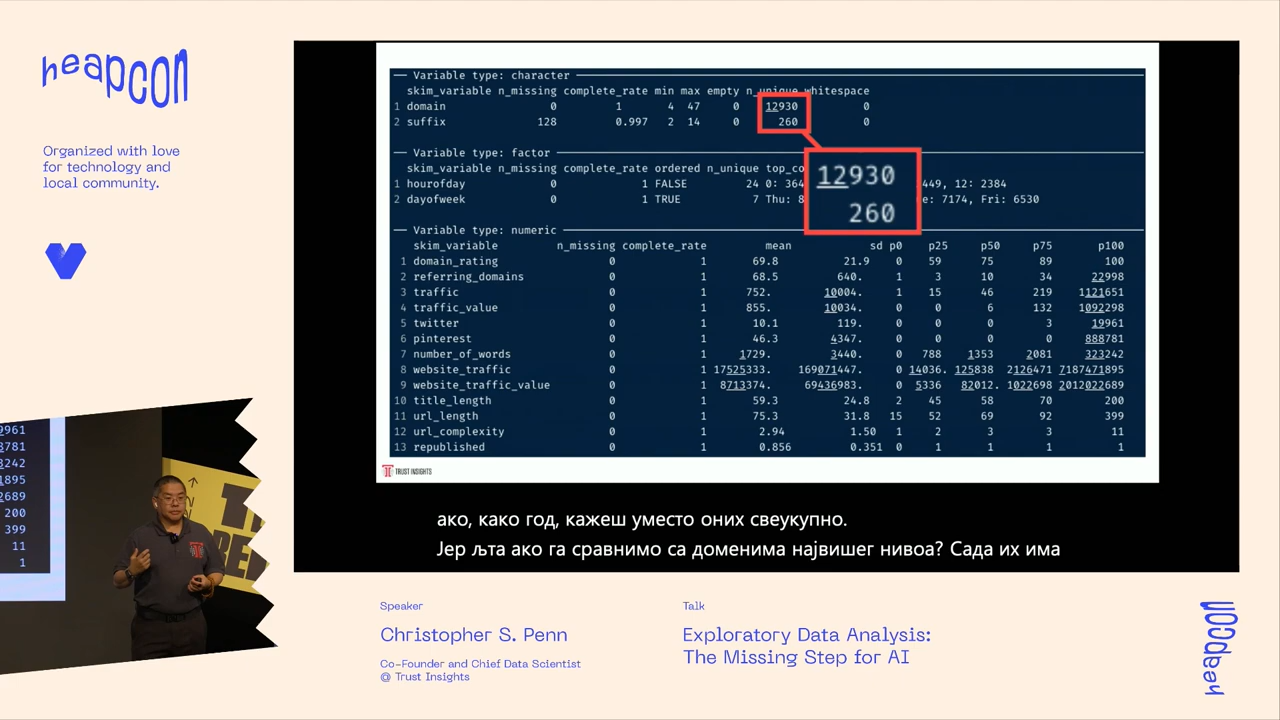 heapcon
Organized with love
for technology and
local community.
Variable type: character
skim_variable n_missing complete_rate min max empty n_unique whitespace
1 domain 0 1 4 47 0 12930 0
2 suffix 128 0.997 2 14 0 260 0
12930
260
Variable type: factor
skim_variable n_missing complete_rate ordered n_unique top_co
1 hourofday 0 1 FALSE 24 0: 364 449, 12: 2384
2 dayofweek 0 1 TRUE 7 Thu: 8 e: 7174, Fri: 6530
Variable type: numeric
skim_variable n_missing complete_rate mean sd p0 p25 p50 p75 p100
1 domain_rating 0 1 69.8 21.9 0 59 75 89 100
2 referring_domains 0 1 68.5 640. 1 3 10 34 22998
3 traffic 0 1 752. 10004. 1 15 46 219 1121651
4 traffic_value 0 1 855. 10034. 0 0 6 132 1092298
5 twitter 0 1 10.1 119. 0 0 0 3 19961
6 pinterest 0 1 46.3 4347. 0 0 0 0 888781
7 number_of_words 0 1 1729. 3440. 0 788 1353 2081 323242
8 website_traffic 0 1 17525333. 169071447. 0 14036. 125838 2126471 7187471895
9 website_traffic_value 0 1 8713374. 69436983. 0 5336 82012. 1022698 2012022689
10 title_length 0 1 59.3 24.8 2 45 58 70 200
11 url_length 0 1 75.3 31.8 15 52 69 92 399
12 url_complexity 0 1 2.94 1.50 1 2 3 3 11
13 republished 0 1 0.856 0.351 0 1 1 1 1
TRUST INSIGHTS
ако, како год, кажеш уместо оних свеукупно.
Јер љта ако га сравнимо са доменима највишег нивоа? Сада их има
9961
8781
3242
1895
2689
200
399
11
1
Speaker
Christopher S. Penn
Co-Founder and Chief Data Scientist
@ Trust Insights
Talk
Exploratory Data Analysis:
The Missing Step for AI
heapcon